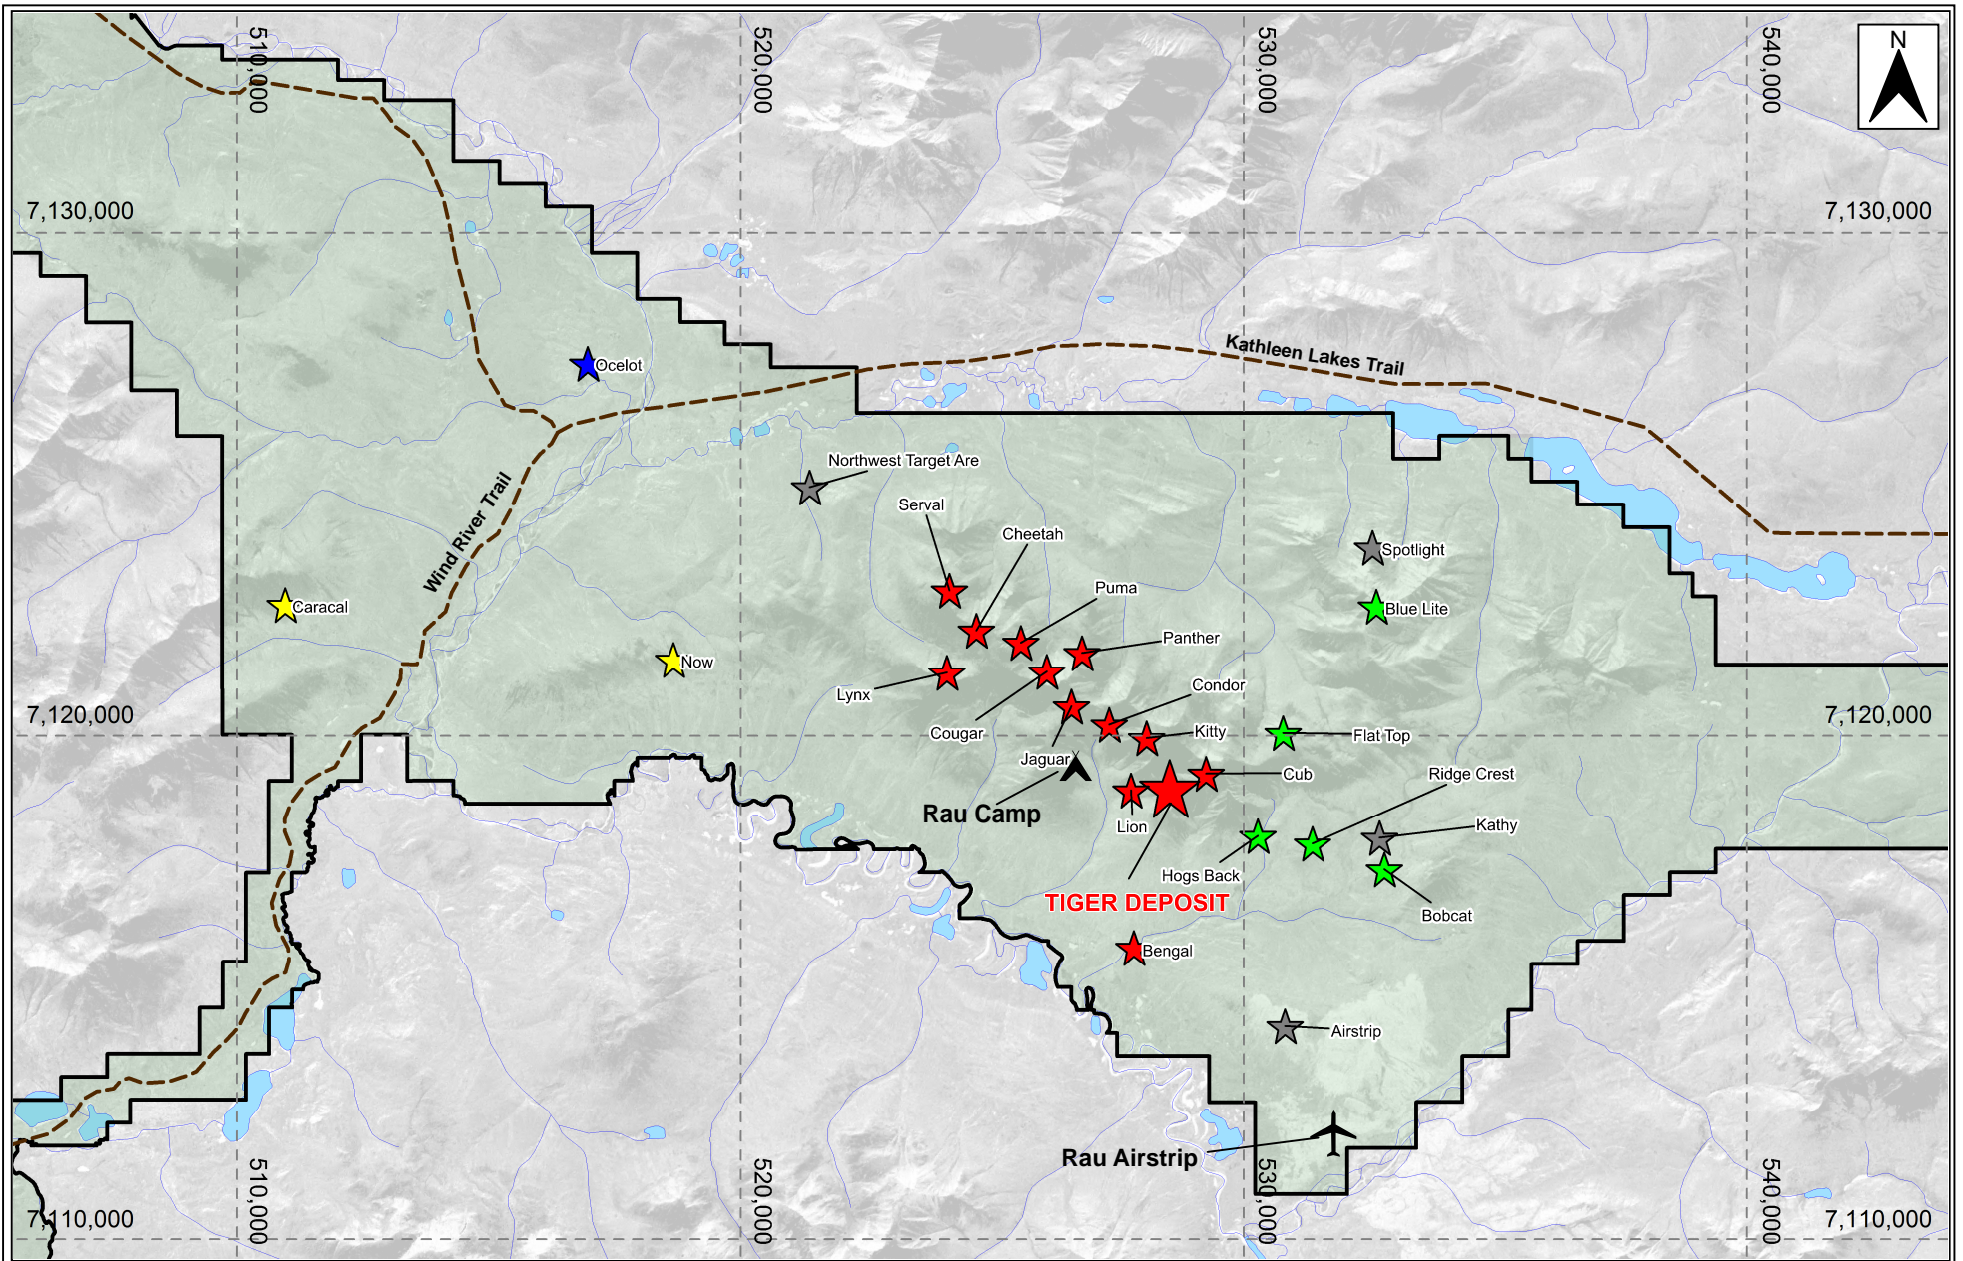 510,000
520,000
530,000
540,000
N
7,130,000
7,130,000
Kathleen Lakes Trail
Ocelot
Northwest Target Are
Wind River Trail
Serval
Cheetah
Spotlight
Puma
Caracal
Blue Lite
Panther
Now
Condor
Lynx
7,120,000
7,120,000
Cougar
Kitty
Flat Top
Jaguar
Cub
Ridge Crest
Rau Camp
Lion
Kathy
Hogs Back
TIGER DEPOSIT
Bobcat
Bengal
Airstrip
Rau Airstrip
510,000
520,000
530,000
540,000
7,110,000
7,110,000